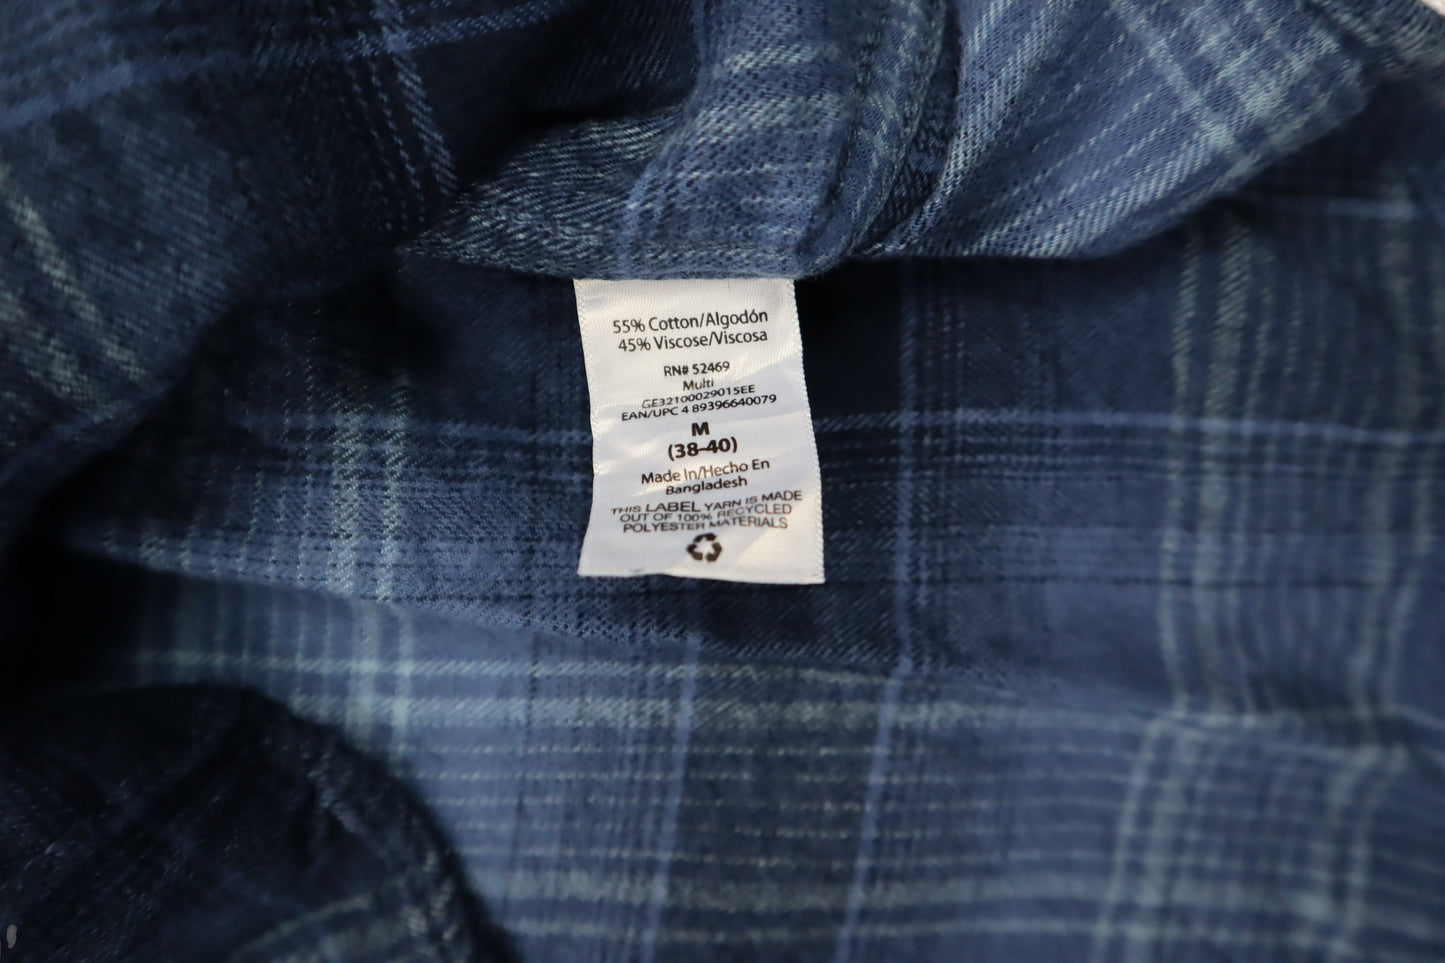 55% Cotton/Algodón
45% Viscose/Viscosa
RN# 52469
Multi
GE32100029015EE
EAN/UPC 4 89396640079
M
(38-40)
Made In/Hecho En
Bangladesh
THIS LABEL YARN IS MADE
OUT OF 100% RECYCLED
POLYESTER MATERIALS